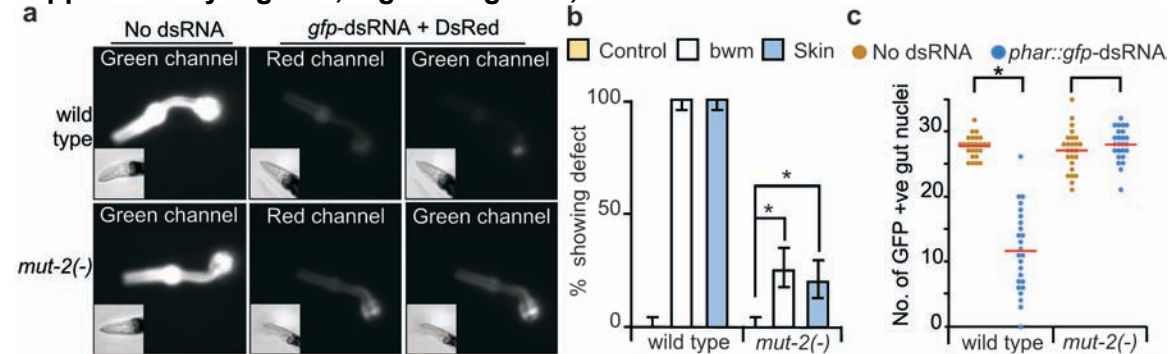 a
No dsRNA
gfp-dsRNA + DsRed
Green channel
Red channel
Green channel
wild
type
Green channel
Red channel
Green channel
mut-2(-)
b
Control
bwm
Skin
% showing defect
100
50
0
*
*
wild type
mut-2(-)
c
No dsRNA
phar::gfp-dsRNA
No. of GFP +ve gut nuclei
30
20
10
0
*
wild type
mut-2(-)